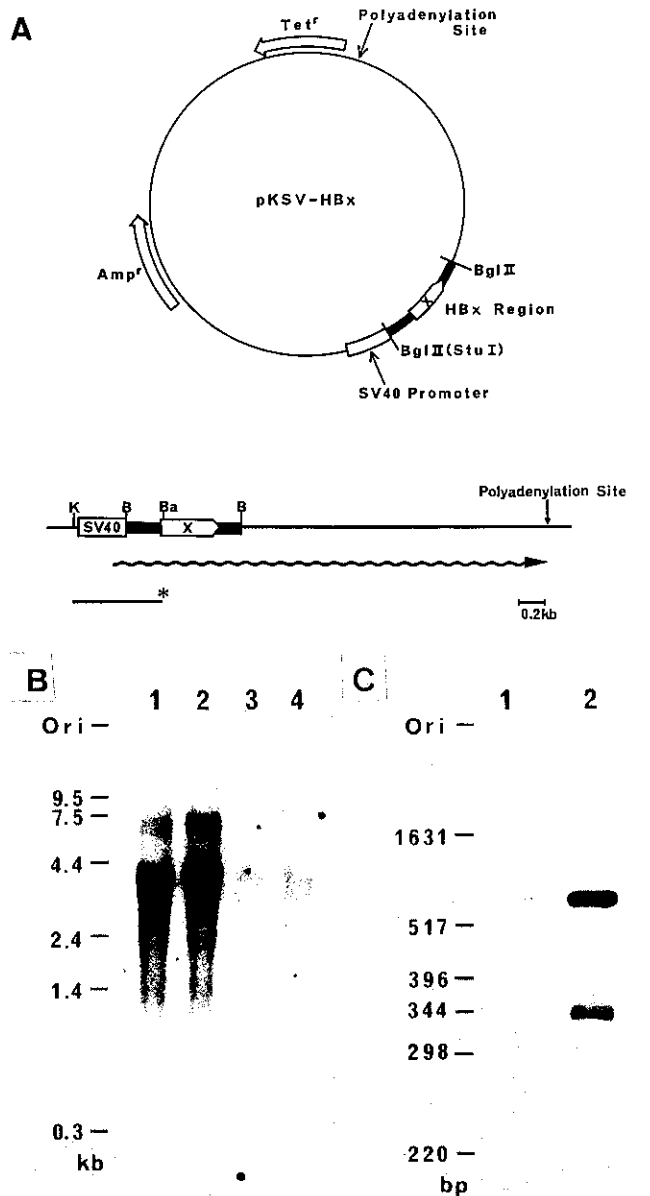 A
Tetʳ
Polyadenylation
Site
pKSV-HBx
Ampʳ
BglⅡ
X
HBx Region
BglⅡ(StuⅠ)
SV40 Promoter
K
B
Ba
B
Polyadenylation Site
SV40
X
*
0.2kb
B
1 2 3 4
Ori
9.5
7.5
4.4
2.4
1.4
0.3
kb
C
1 2
Ori
1631
517
396
344
298
220
bp